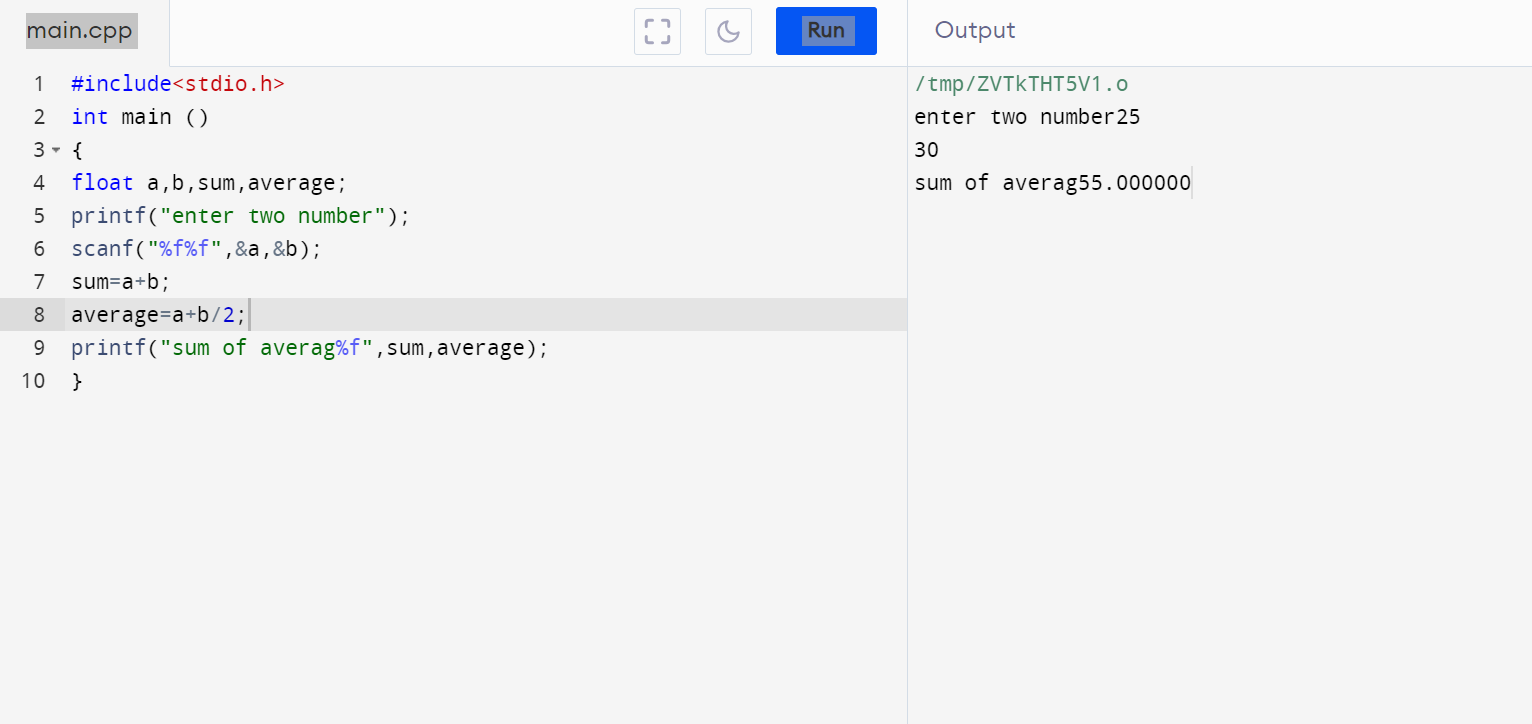 main.cpp
Run
Output
1 #include<stdio.h>
2 int main ()
3 {
4 float a,b,sum,average;
5 printf("enter two number");
6 scanf("%f%f",&a,&b);
7 sum=a+b;
8 average=a+b/2;
9 printf("sum of averag%f",sum,average);
10 }
/tmp/ZVTkTHT5V1.o
enter two number25
30
sum of averag55.000000